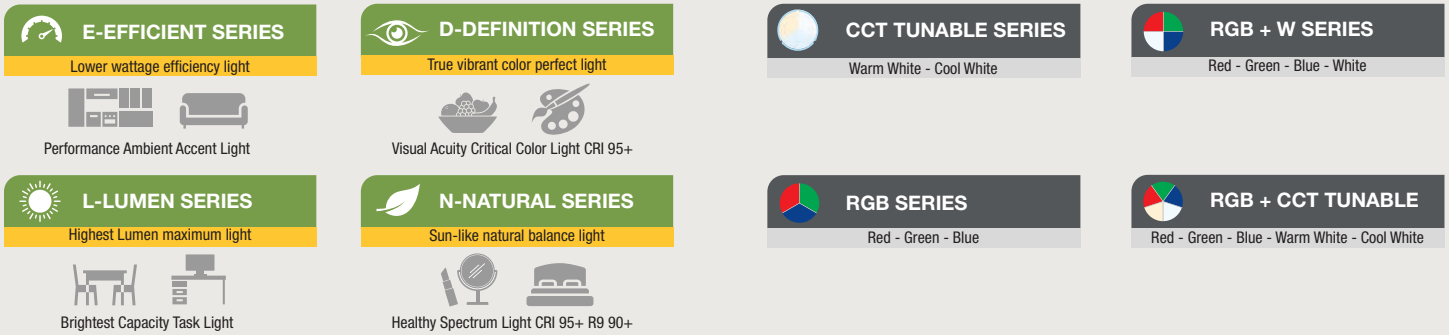 E-EFFICIENT SERIES
Lower wattage efficiency light
Performance Ambient Accent Light
D-DEFINITION SERIES
True vibrant color perfect light
Visual Acuity Critical Color Light CRI 95+
CCT TUNABLE SERIES
Warm White - Cool White
RGB + W SERIES
Red - Green - Blue - White
L-LUMEN SERIES
Highest Lumen maximum light
Brightest Capacity Task Light
N-NATURAL SERIES
Sun-like natural balance light
Healthy Spectrum Light CRI 95+ R9 90+
RGB SERIES
Red - Green - Blue
RGB + CCT TUNABLE
Red - Green - Blue - Warm White - Cool White